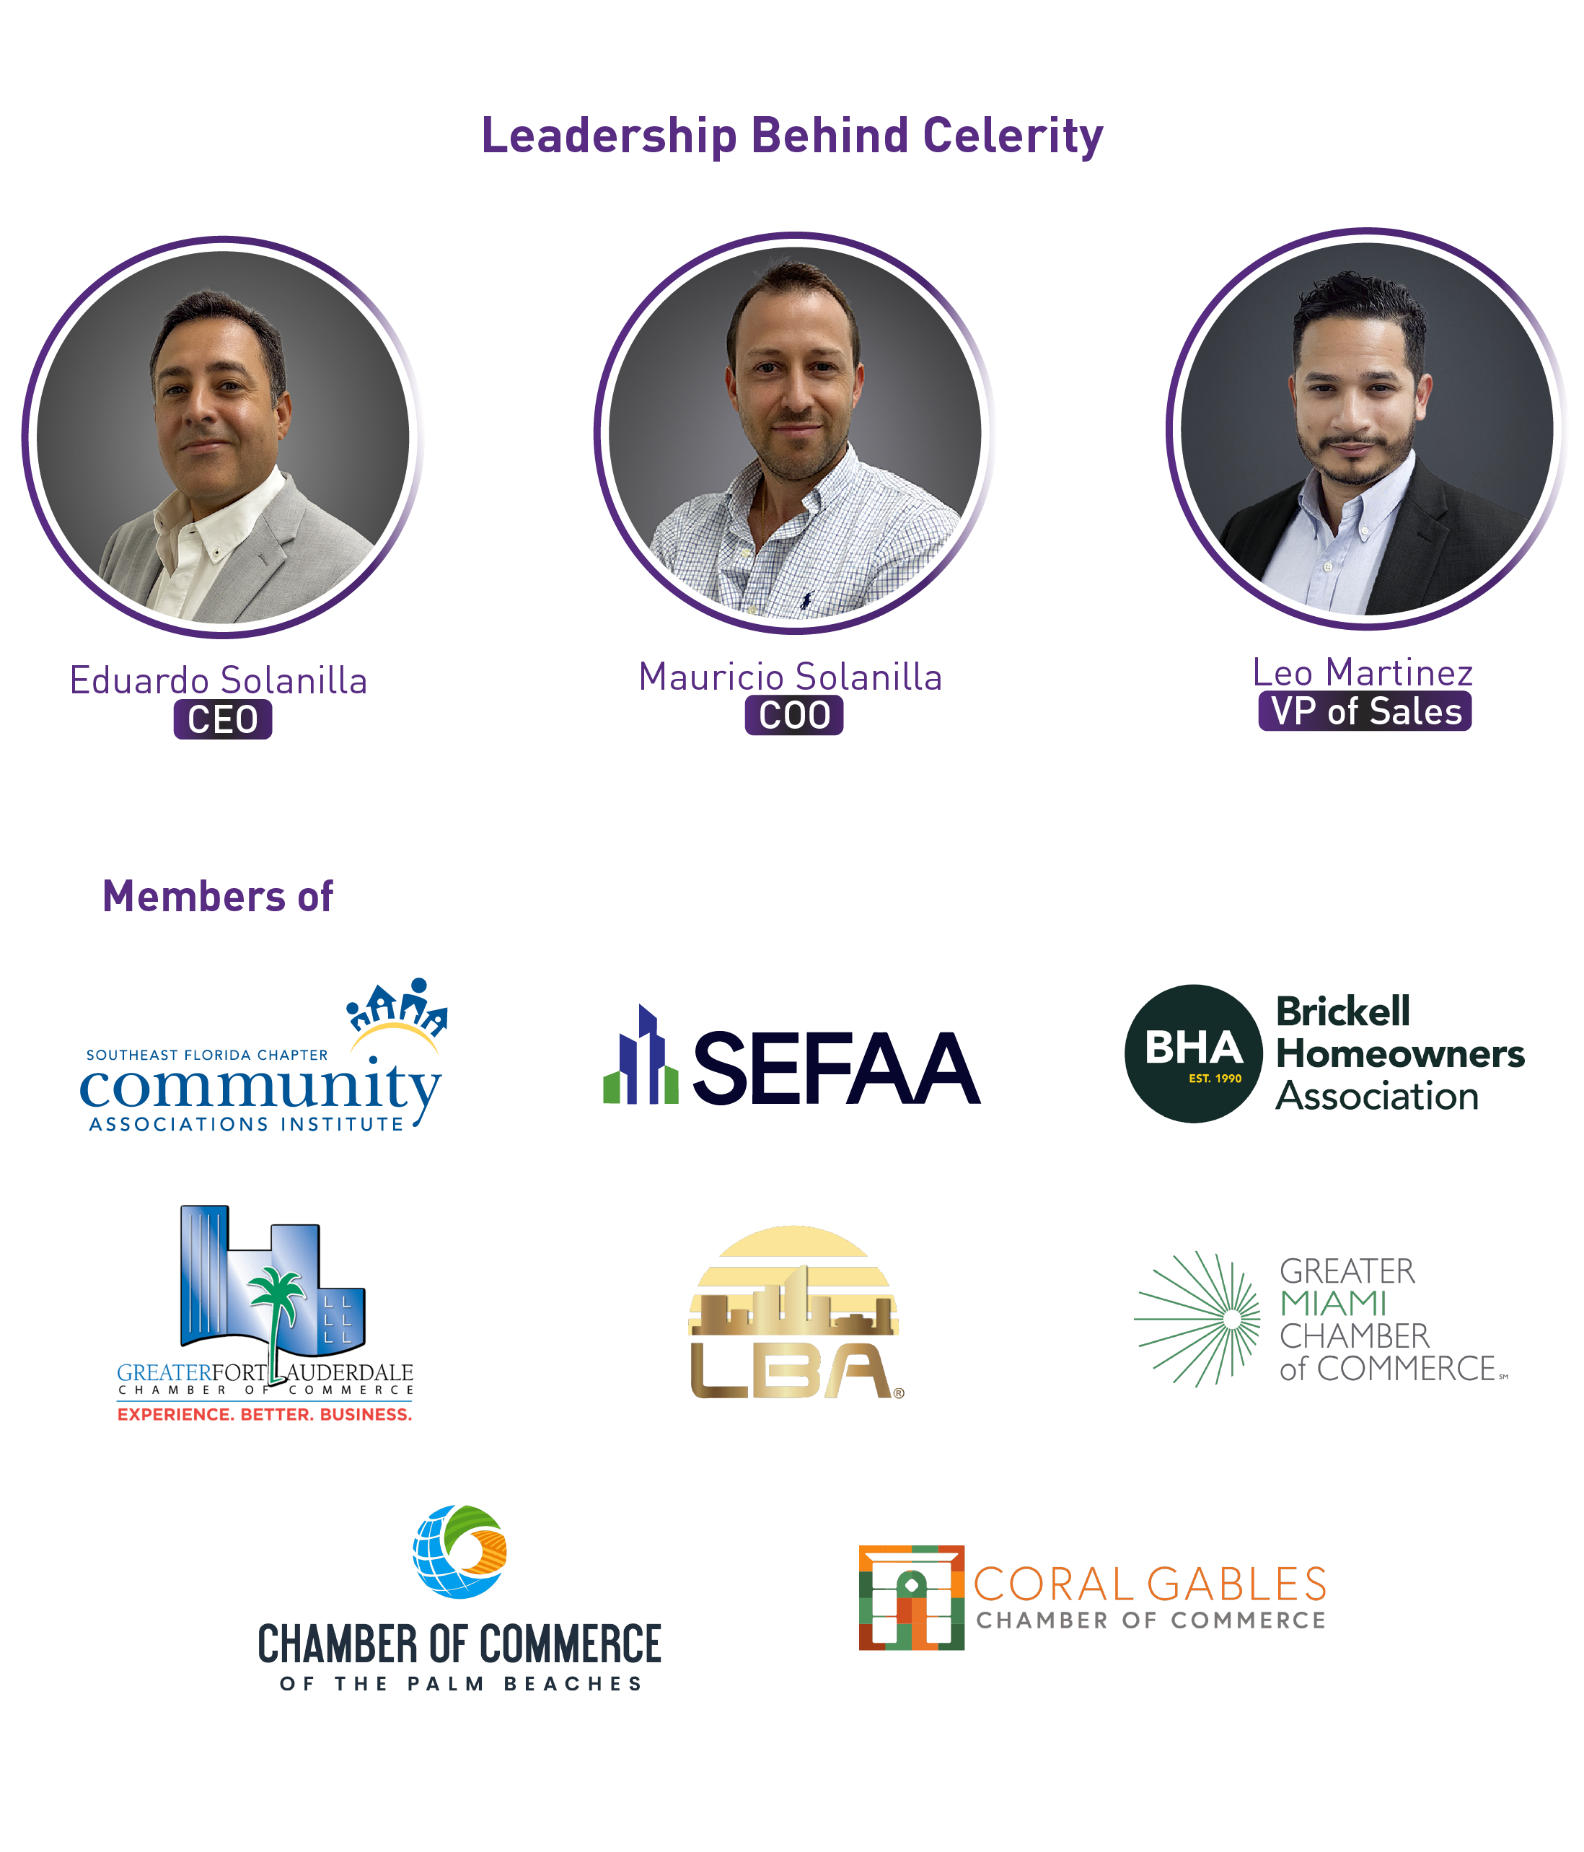 Leadership Behind Celerity
Eduardo Solanilla
CEO
Mauricio Solanilla
COO
Leo Martinez
VP of Sales
Members of
SOUTHEAST FLORIDA CHAPTER
community
ASSOCIATIONS INSTITUTE
SEFAA
BHA
EST. 1990
Brickell
Homeowners
Association
GREATERFORTLAUDERDALE
CHAMBER OF COMMERCE
EXPERIENCE. BETTER. BUSINESS.
LBA®
GREATER
MIAMI
CHAMBER
of COMMERCE℠
CHAMBER OF COMMERCE
OF THE PALM BEACHES
CORAL GABLES
CHAMBER OF COMMERCE